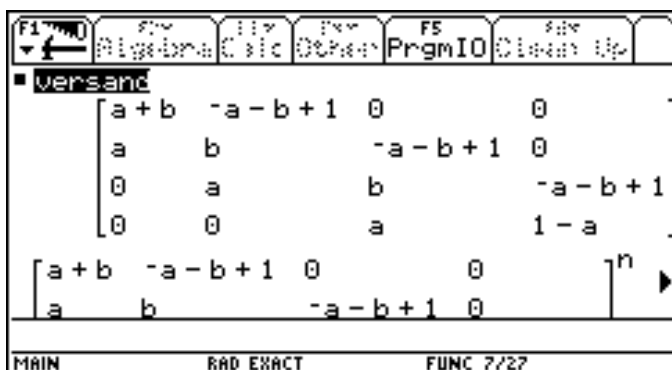 F1 Algebra Calc Other F5 PrgmIO Clean Up
versand
a+b -a-b+1 0 0
a b -a-b+1 0
0 a b -a-b+1
0 0 a 1-a
a+b -a-b+1 0 0 n
a b -a-b+1 0
MAIN RAD EXACT FUNC 7/27